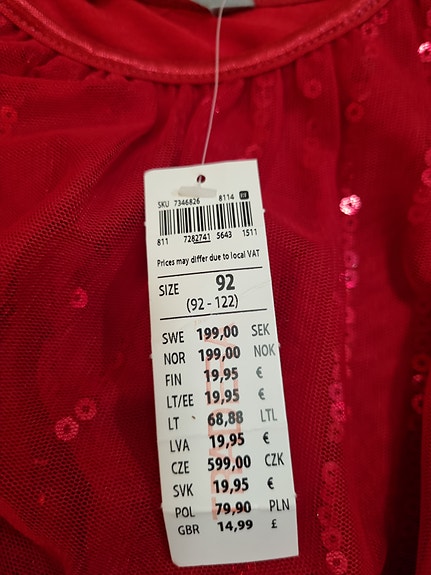 SKU 7346826 8114
811 7282741 5643 1511
Prices may differ due to local VAT
SIZE 92
(92 - 122)
SWE 199,00 SEK
NOR 199,00 NOK
FIN 19,95 €
LT/EE 19,95 €
LT 68,88 LTL
LVA 19,95 €
CZE 599,00 CZK
SVK 19,95 €
POL 79,90 PLN
GBR 14,99 £